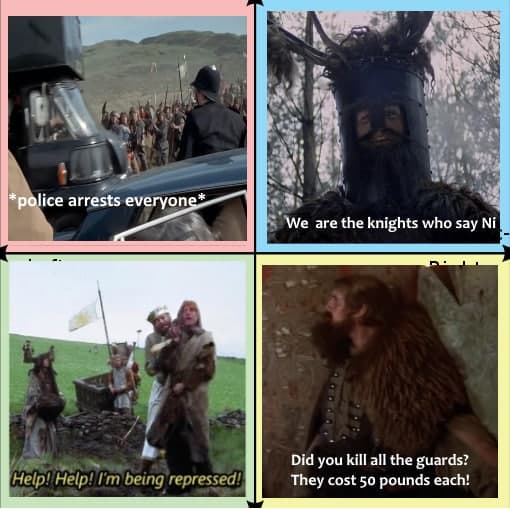 *police arrests everyone*
We are the knights who say Ni
Help! Help! I'm being repressed!
Did you kill all the guards?
They cost 50 pounds each!